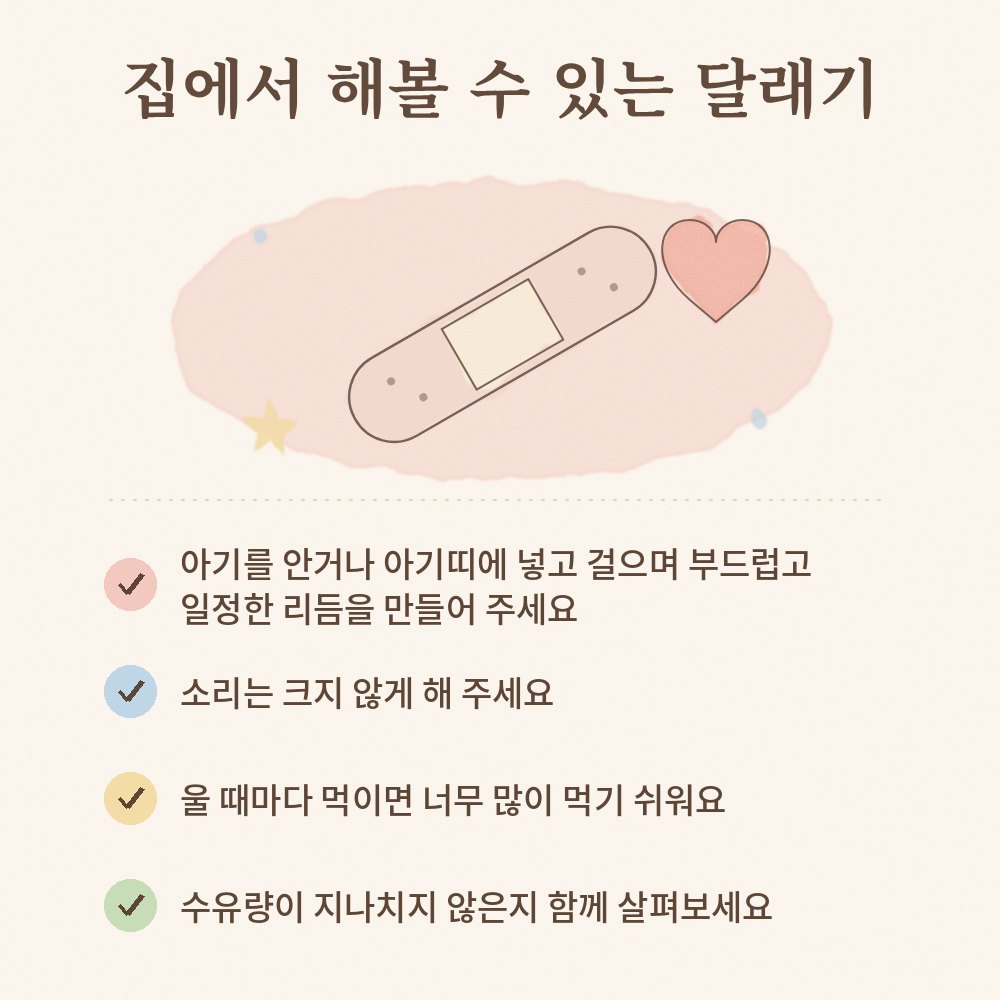 집에서 해볼 수 있는 달래기
아기를 안거나 아기띠에 넣고 걸으며 부드럽고
일정한 리듬을 만들어 주세요
소리는 크지 않게 해 주세요
울 때마다 먹이면 너무 많이 먹기 쉬워요
수유량이 지나치지 않은지 함께 살펴보세요